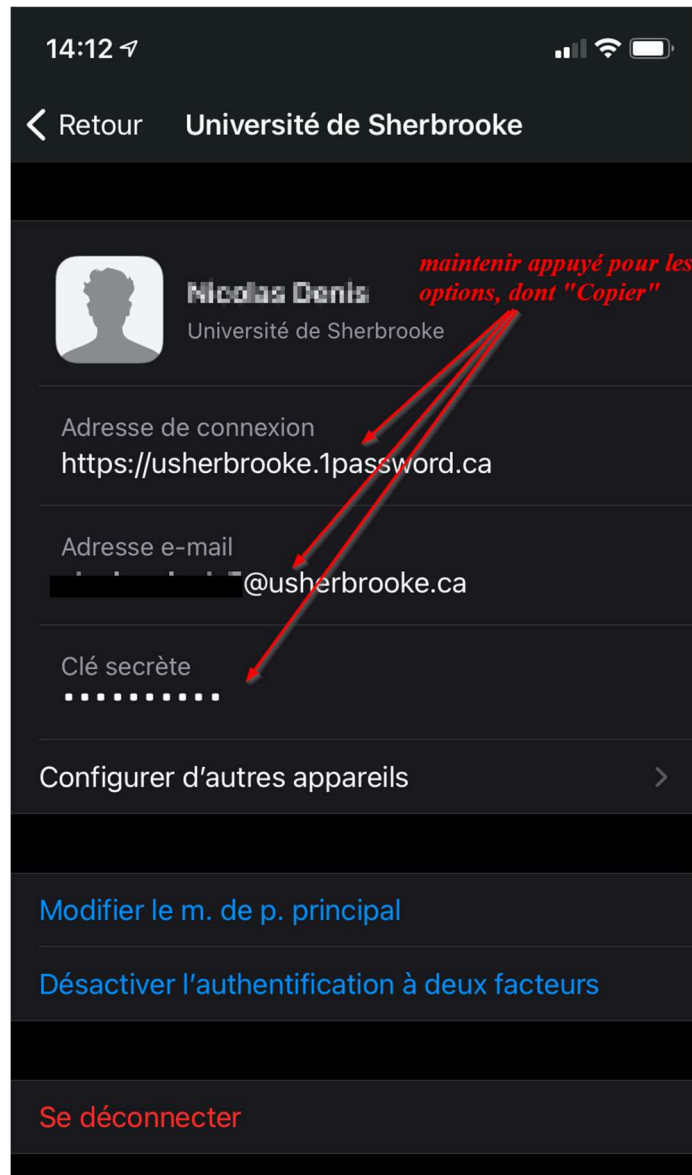 14:12
Retour
Université de Sherbrooke
maintenir appuyé pour les
options, dont "Copier"
Université de Sherbrooke
Adresse de connexion
https://usherbrooke.1password.ca
Adresse e-mail
@usherbrooke.ca
Clé secrète
Configurer d'autres appareils
Modifier le m. de p. principal
Désactiver l'authentification à deux facteurs
Se déconnecter